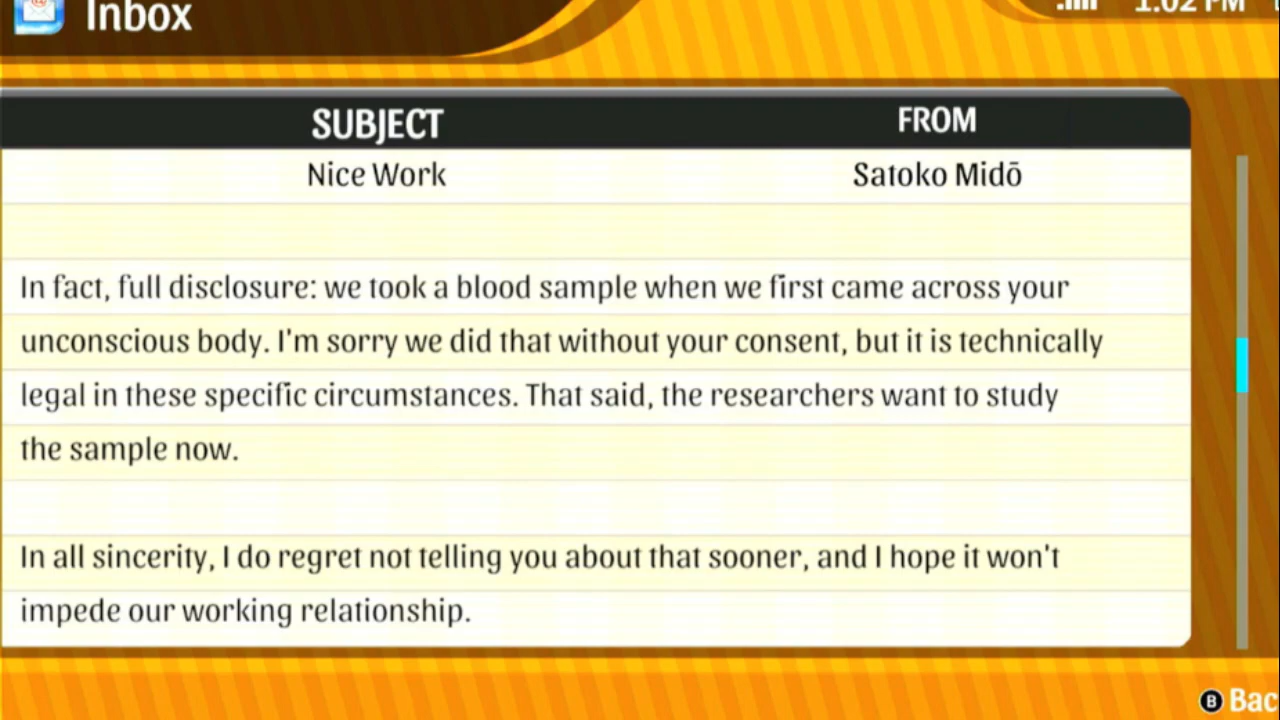 Inbox
1:02 PM
SUBJECT
FROM
Nice Work
Satoko Midō
In fact, full disclosure: we took a blood sample when we first came across your
unconscious body. I'm sorry we did that without your consent, but it is technically
legal in these specific circumstances. That said, the researchers want to study
the sample now.
In all sincerity, I do regret not telling you about that sooner, and I hope it won't
impede our working relationship.
B Bac